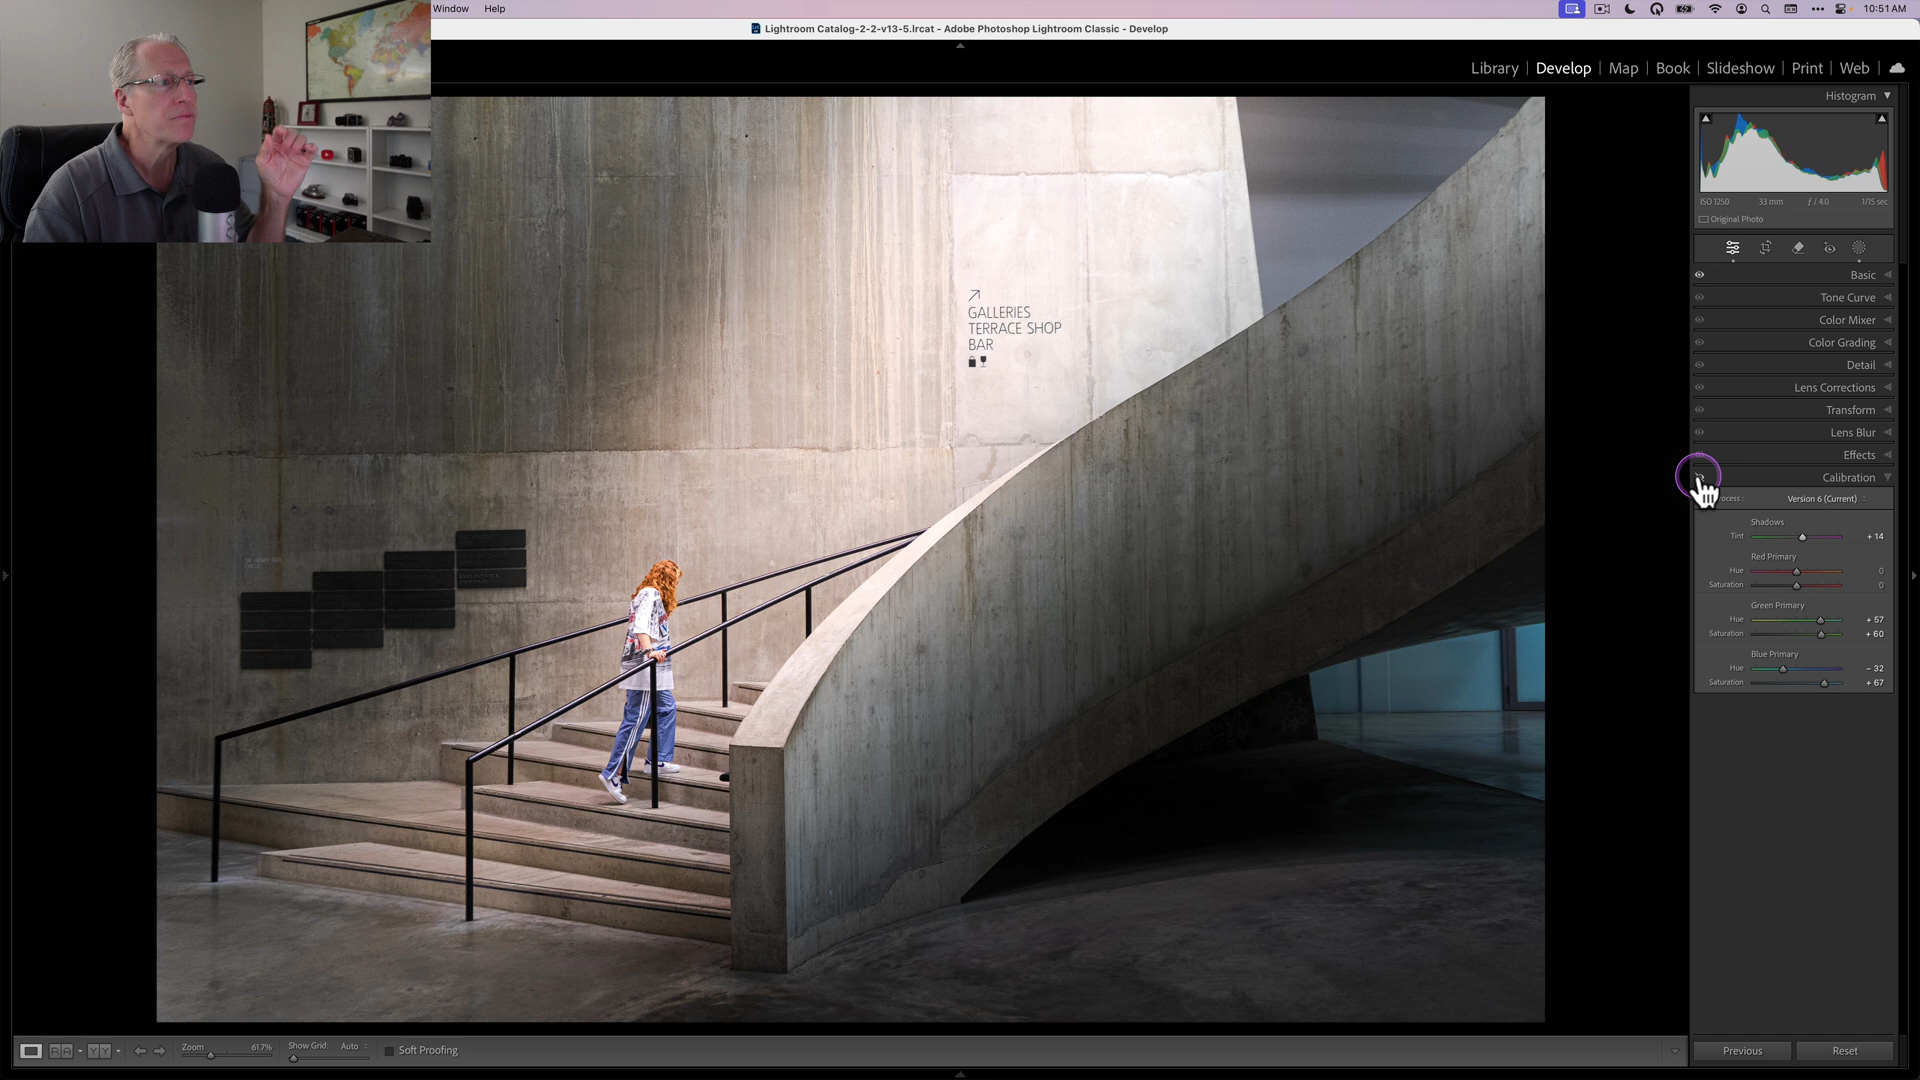 Window Help
10:51 AM
Lightroom Catalog-2-2-v13-5.lrcat - Adobe Photoshop Lightroom Classic - Develop
Library | Develop | Map | Book | Slideshow | Print | Web
Histogram
ISO 1250 33 mm ƒ / 4.0 1/15 sec
Original Photo
Basic
Tone Curve
Color Mixer
Color Grading
Detail
Lens Corrections
Transform
Lens Blur
Effects
Calibration
Version 6 (Current)
Shadows
Tint + 14
Red Primary
Hue 0
Saturation 0
Green Primary
Hue + 57
Saturation + 60
Blue Primary
Hue - 32
Saturation + 67
GALLERIES
TERRACE SHOP
BAR
Zoom 61.7% Show Grid: Auto Soft Proofing
Previous Reset